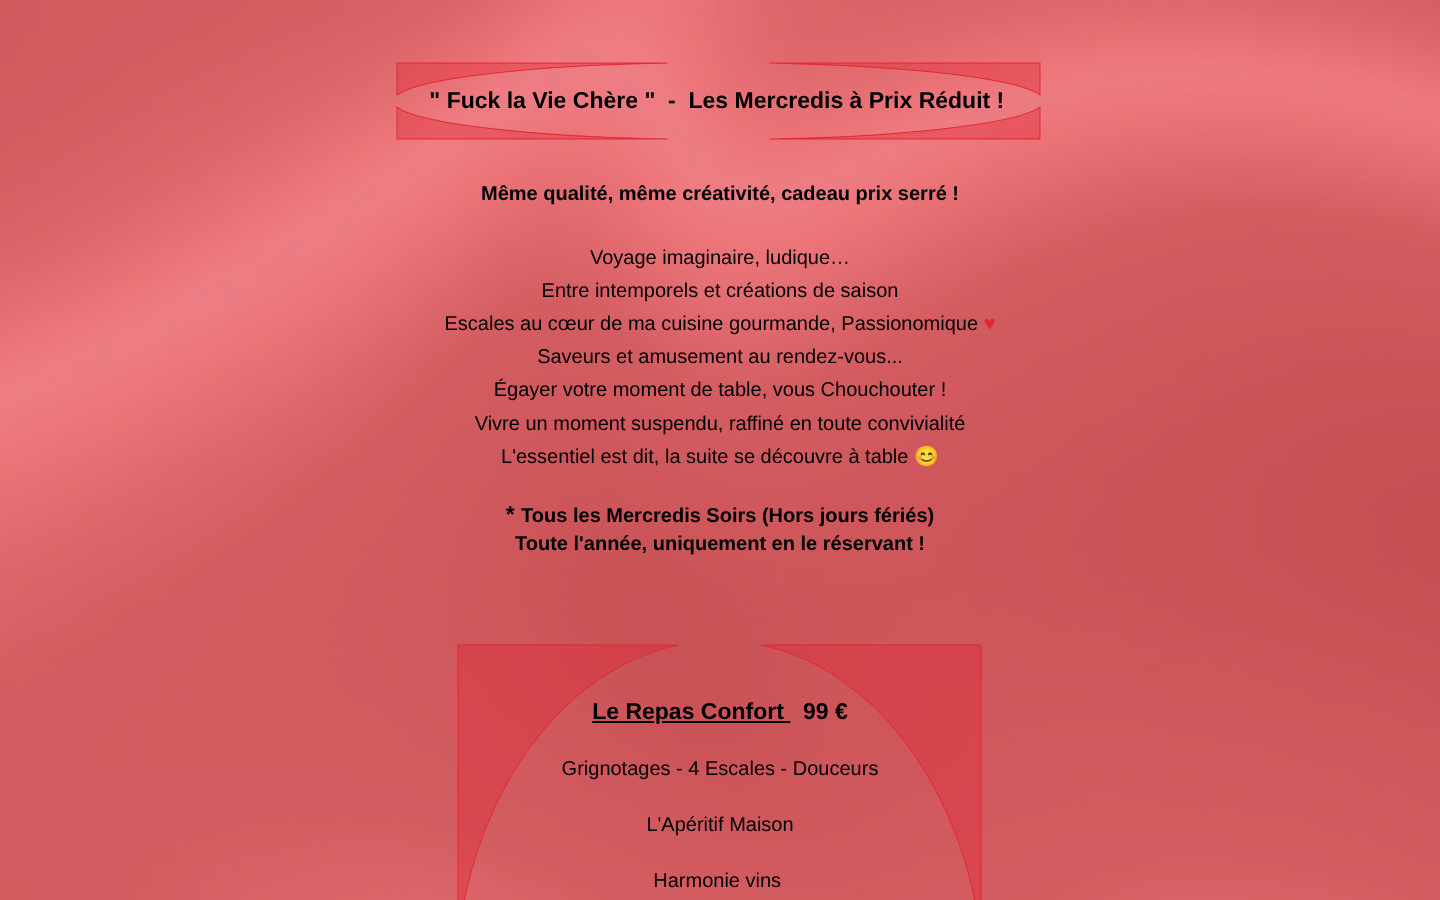 " Fuck la Vie Chère "  -  Les Mercredis à Prix Réduit !
Même qualité, même créativité, cadeau prix serré !
Voyage imaginaire, ludique…
Entre intemporels et créations de saison
Escales au cœur de ma cuisine gourmande, Passionomique ♥
Saveurs et amusement au rendez-vous...
Égayer votre moment de table, vous Chouchouter !
Vivre un moment suspendu, raffiné en toute convivialité
L'essentiel est dit, la suite se découvre à table 😊
* Tous les Mercredis Soirs (Hors jours fériés)
Toute l'année, uniquement en le réservant !
Le Repas Confort   99 €
Grignotages - 4 Escales - Douceurs
L'Apéritif Maison
Harmonie vins